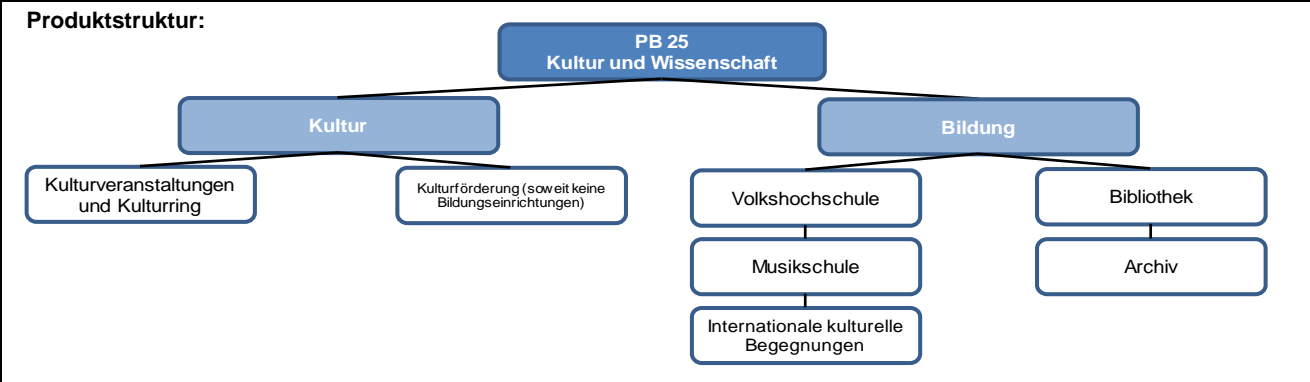 Produktstruktur:
PB 25
Kultur und Wissenschaft
Kultur
Bildung
Kulturveranstaltungen
und Kulturring
Kulturförderung (soweit keine
Bildungseinrichtungen)
Volkshochschule
Bibliothek
Musikschule
Archiv
Internationale kulturelle
Begegnungen